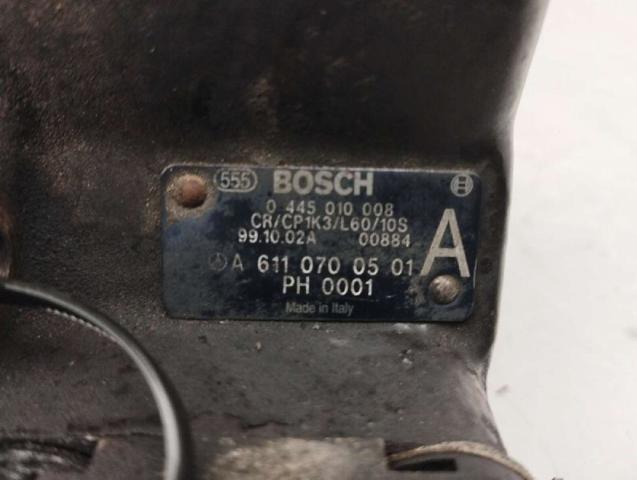 555 BOSCH
0 445 010 008
CR/CP1K3/L60/10S
99.10.02A 00884
A 611 070 05 01
A
PH 0001
Made in Italy